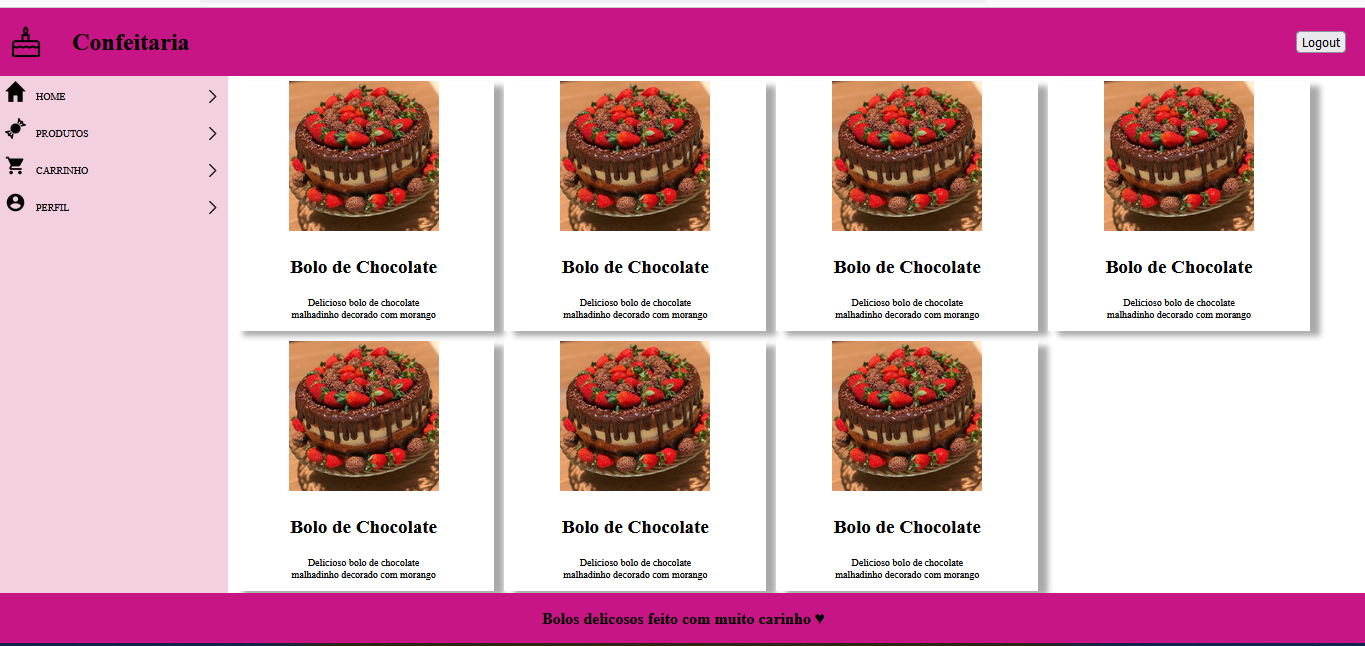 Confeitaria
Logout
HOME
PRODUTOS
CARRINHO
PERFIL
Bolo de Chocolate
Delicioso bolo de chocolate
malhadinho decorado com morango
Bolo de Chocolate
Delicioso bolo de chocolate
malhadinho decorado com morango
Bolo de Chocolate
Delicioso bolo de chocolate
malhadinho decorado com morango
Bolo de Chocolate
Delicioso bolo de chocolate
malhadinho decorado com morango
Bolo de Chocolate
Delicioso bolo de chocolate
malhadinho decorado com morango
Bolo de Chocolate
Delicioso bolo de chocolate
malhadinho decorado com morango
Bolo de Chocolate
Delicioso bolo de chocolate
malhadinho decorado com morango
Bolos delicosos feito com muito carinho ♥